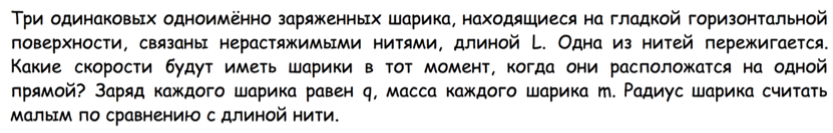 Три одинаковых одноимённо заряженных шарика, находящиеся на гладкой горизонтальной
поверхности, связаны нерастяжимыми нитями, длиной L. Одна из нитей пережигается.
Какие скорости будут иметь шарики в тот момент, когда они расположатся на одной
прямой? Заряд каждого шарика равен q, масса каждого шарика m. Радиус шарика считать
малым по сравнению с длиной нити.